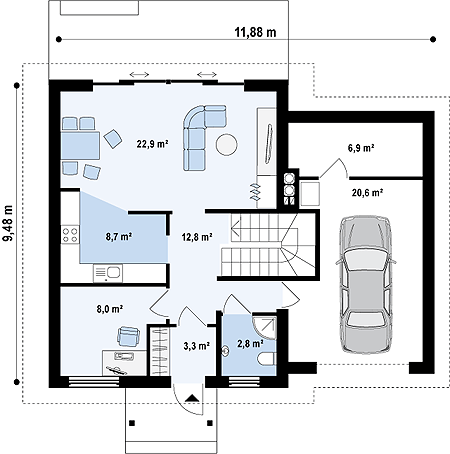 11,88 m
9,48 m
22,9 m²
6,9 m²
20,6 m²
8,7 m²
12,8 m²
8,0 m²
3,3 m²
2,8 m²